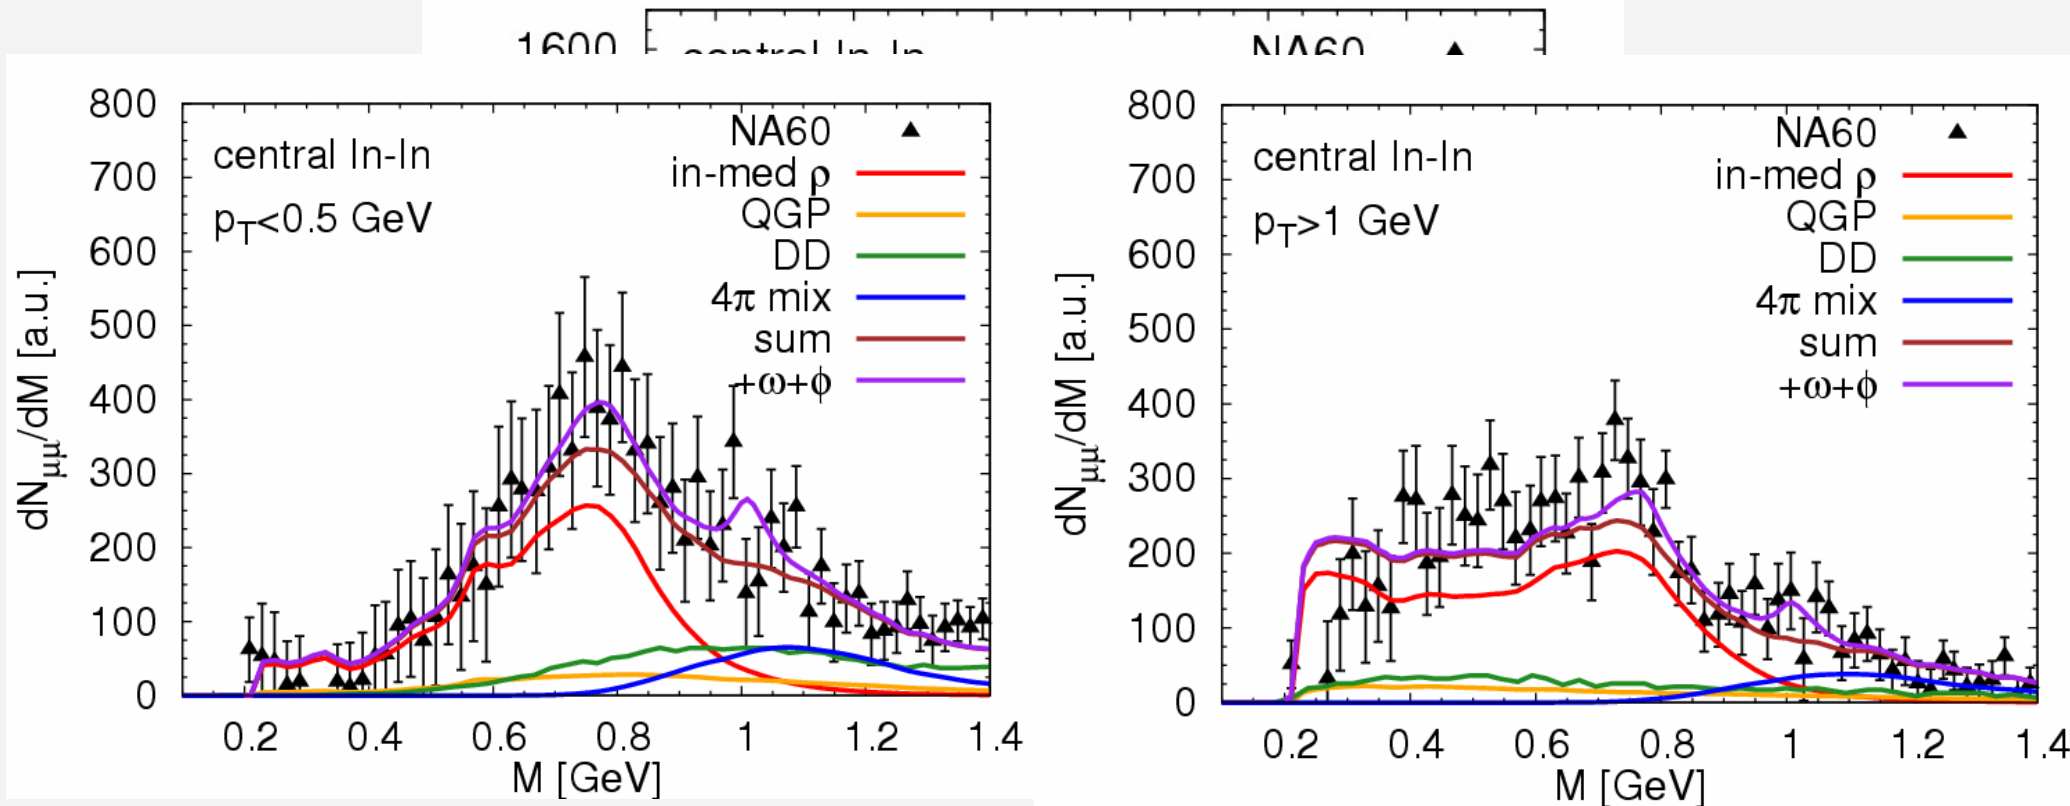 1600
central In-In
NA60
800
700
600
500
400
300
200
100
0
central In-In
p_T<0.5 GeV
NA60
in-med ρ
QGP
DD
4π mix
sum
+ω+ϕ
dN_μμ/dM [a.u.]
0.2 0.4 0.6 0.8 1 1.2 1.4
M [GeV]
800
700
600
500
400
300
200
100
0
central In-In
p_T>1 GeV
NA60
in-med ρ
QGP
DD
4π mix
sum
+ω+ϕ
dN_μμ/dM [a.u.]
0.2 0.4 0.6 0.8 1 1.2 1.4
M [GeV]